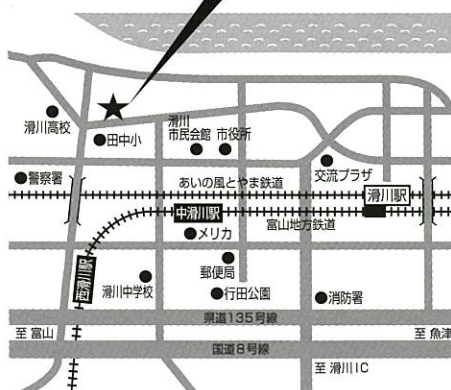 滑川高校
田中小
滑川
市民会館
市役所
交流プラザ
警察署
あいの風とやま鉄道
滑川駅
中滑川駅
富山地方鉄道
メリカ
西滑川駅
滑川中学校
郵便局
行田公園
消防署
県道135号線
至 富山
至 魚津
国道8号線
至 滑川IC